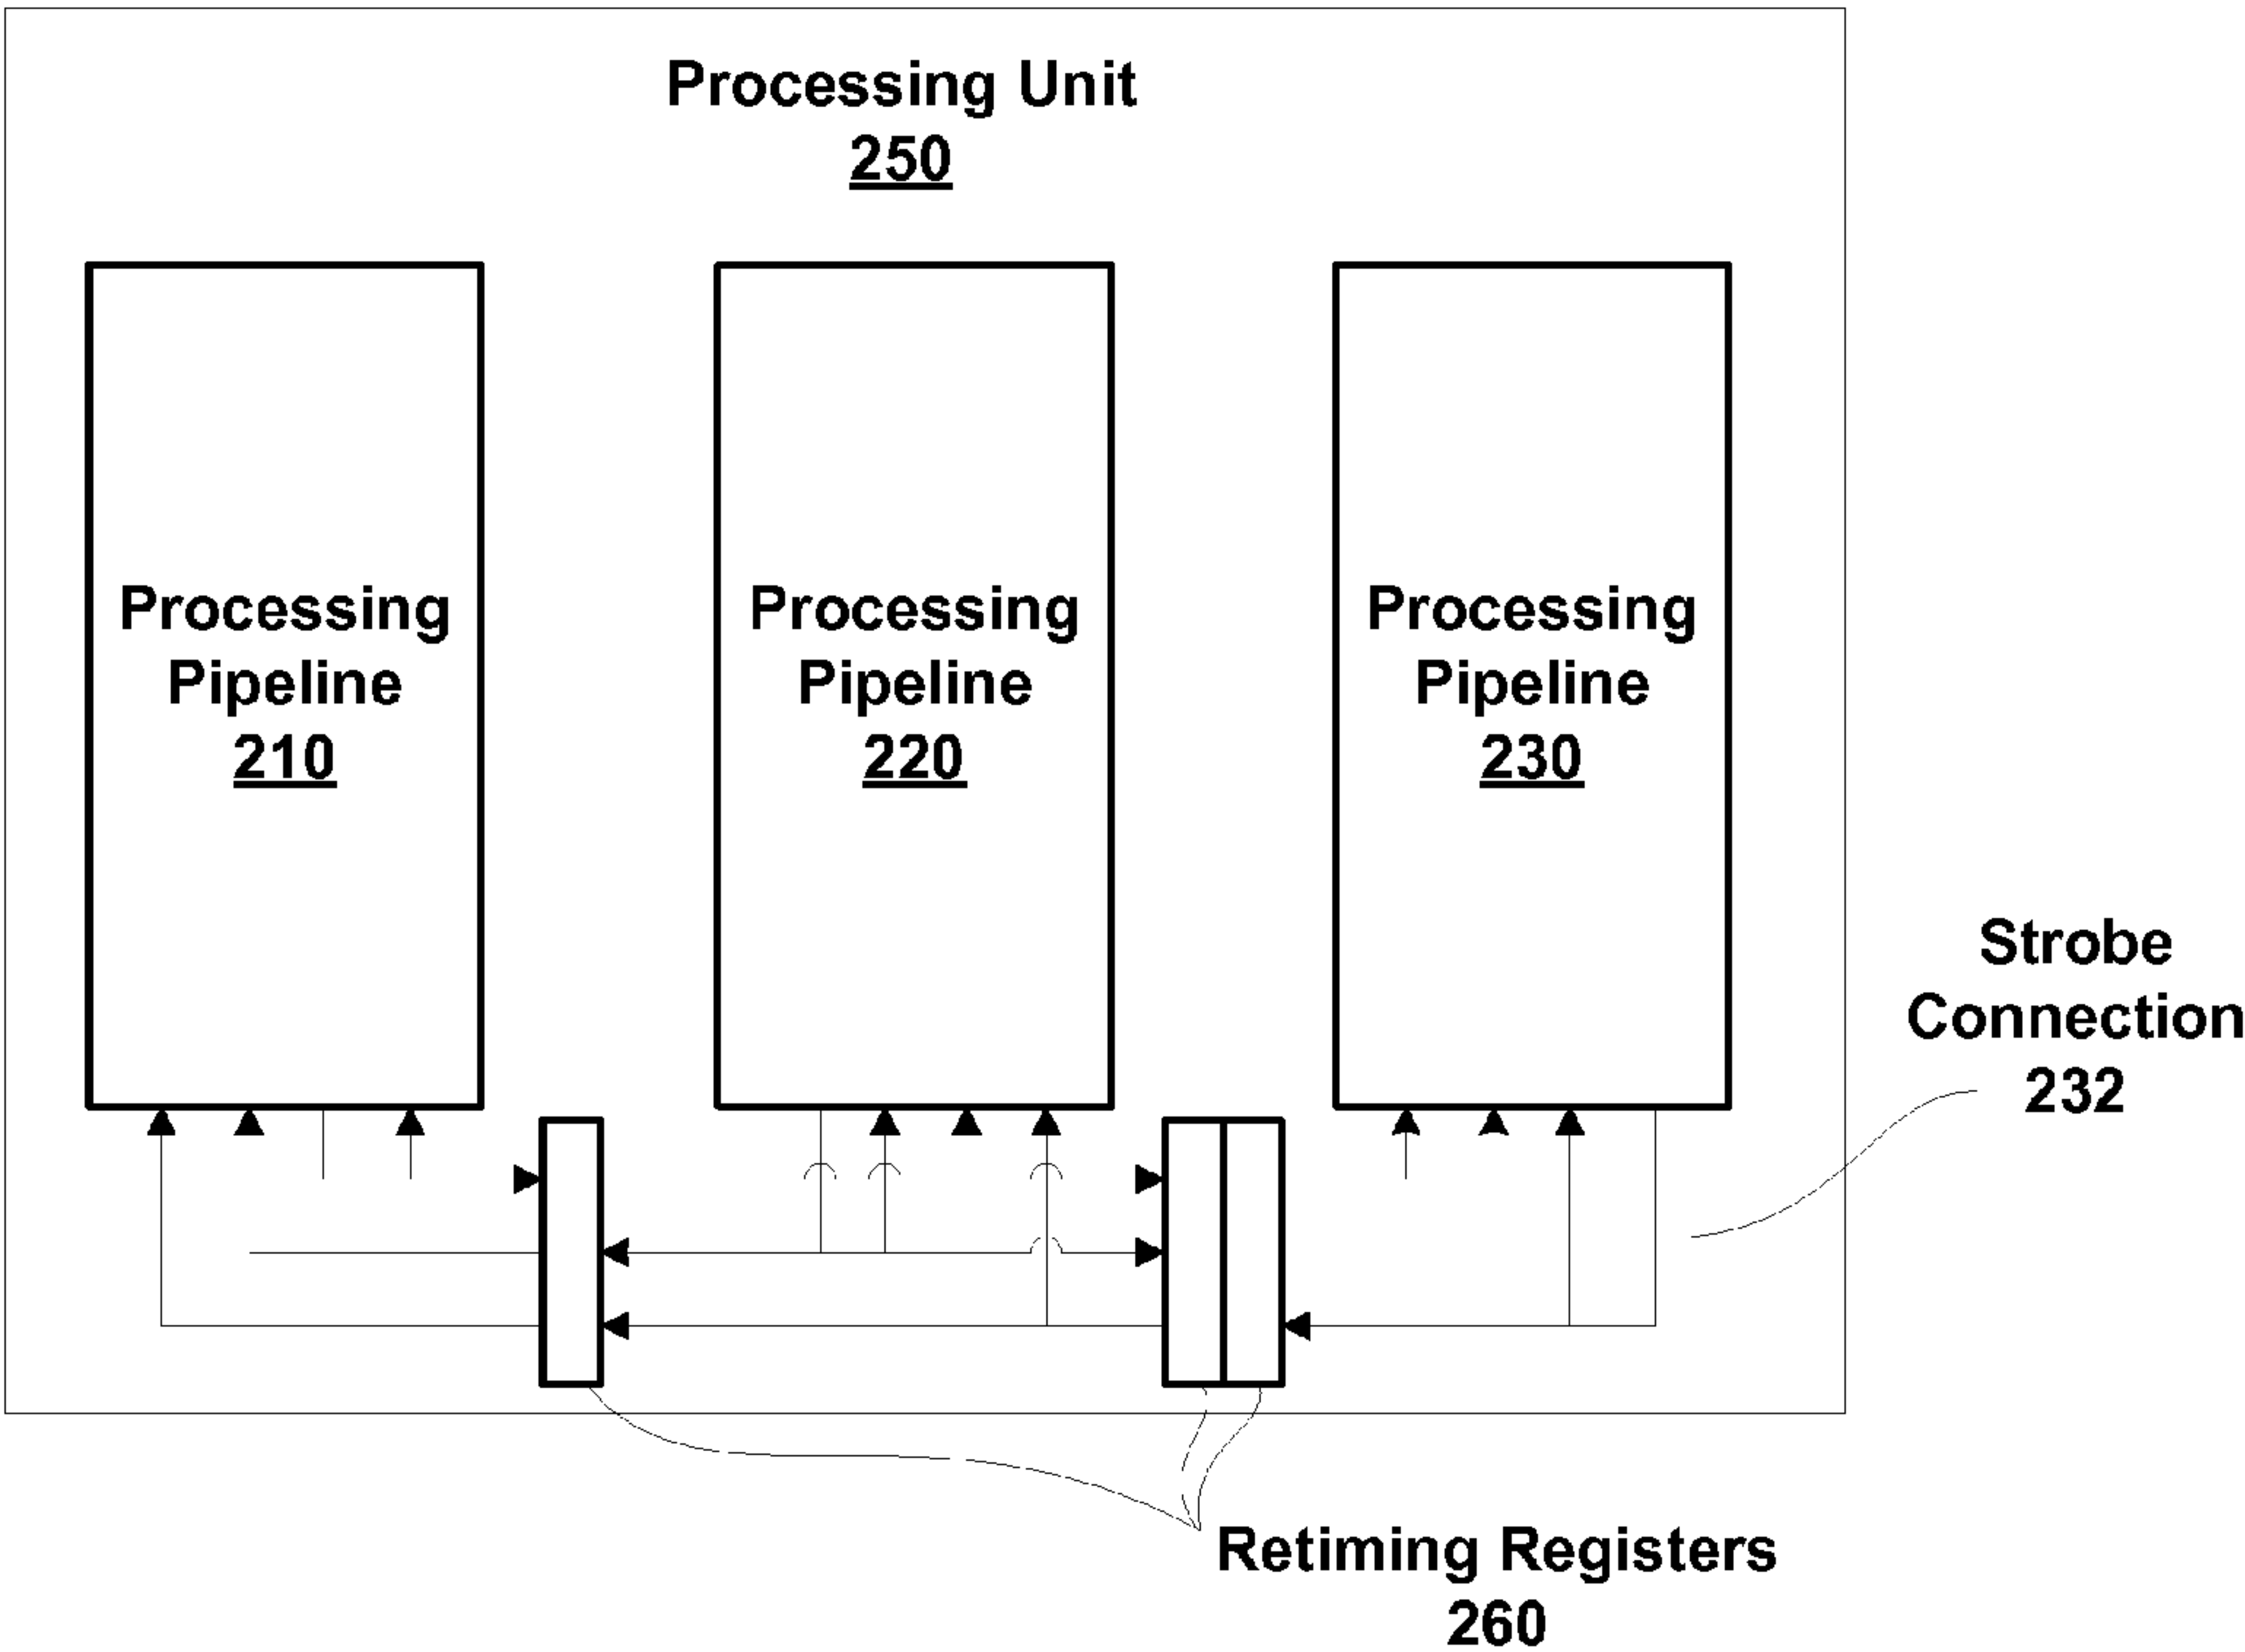 Processing Unit
250
Processing
Pipeline
210
Processing
Pipeline
220
Processing
Pipeline
230
Strobe
Connection
232
Retiming Registers
260